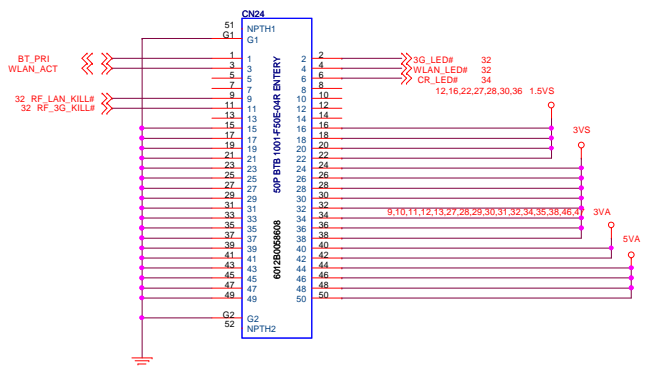 CN24
51 NPTH1
G1 G1
BT_PRI 1 1 2 2 3G_LED# 32
WLAN_ACT 3 3 4 4 WLAN_LED# 32
5 5 6 6 CR_LED# 34
7 7 8 8 12,16,22,27,28,30,36 1.5VS
32 RF_LAN_KILL# 9 9 10 10
32 RF_3G_KILL# 11 11 12 12
13 13 14 14
15 15 16 16 3VS
17 17 18 18
19 19 20 20
21 21 22 22
23 23 24 24
25 25 26 26
27 27 28 28
29 29 30 30
31 31 32 32
33 33 34 34 9,10,11,12,13,27,28,29,30,31,32,34,35,38,46,47 3VA
35 35 36 36
37 37 38 38
39 39 40 40 5VA
41 41 42 42
43 43 44 44
45 45 46 46
47 47 48 48
49 49 50 50
G2 G2
52 NPTH2
50P BTB 1001-F50E-04R ENTERY
6012B0058608